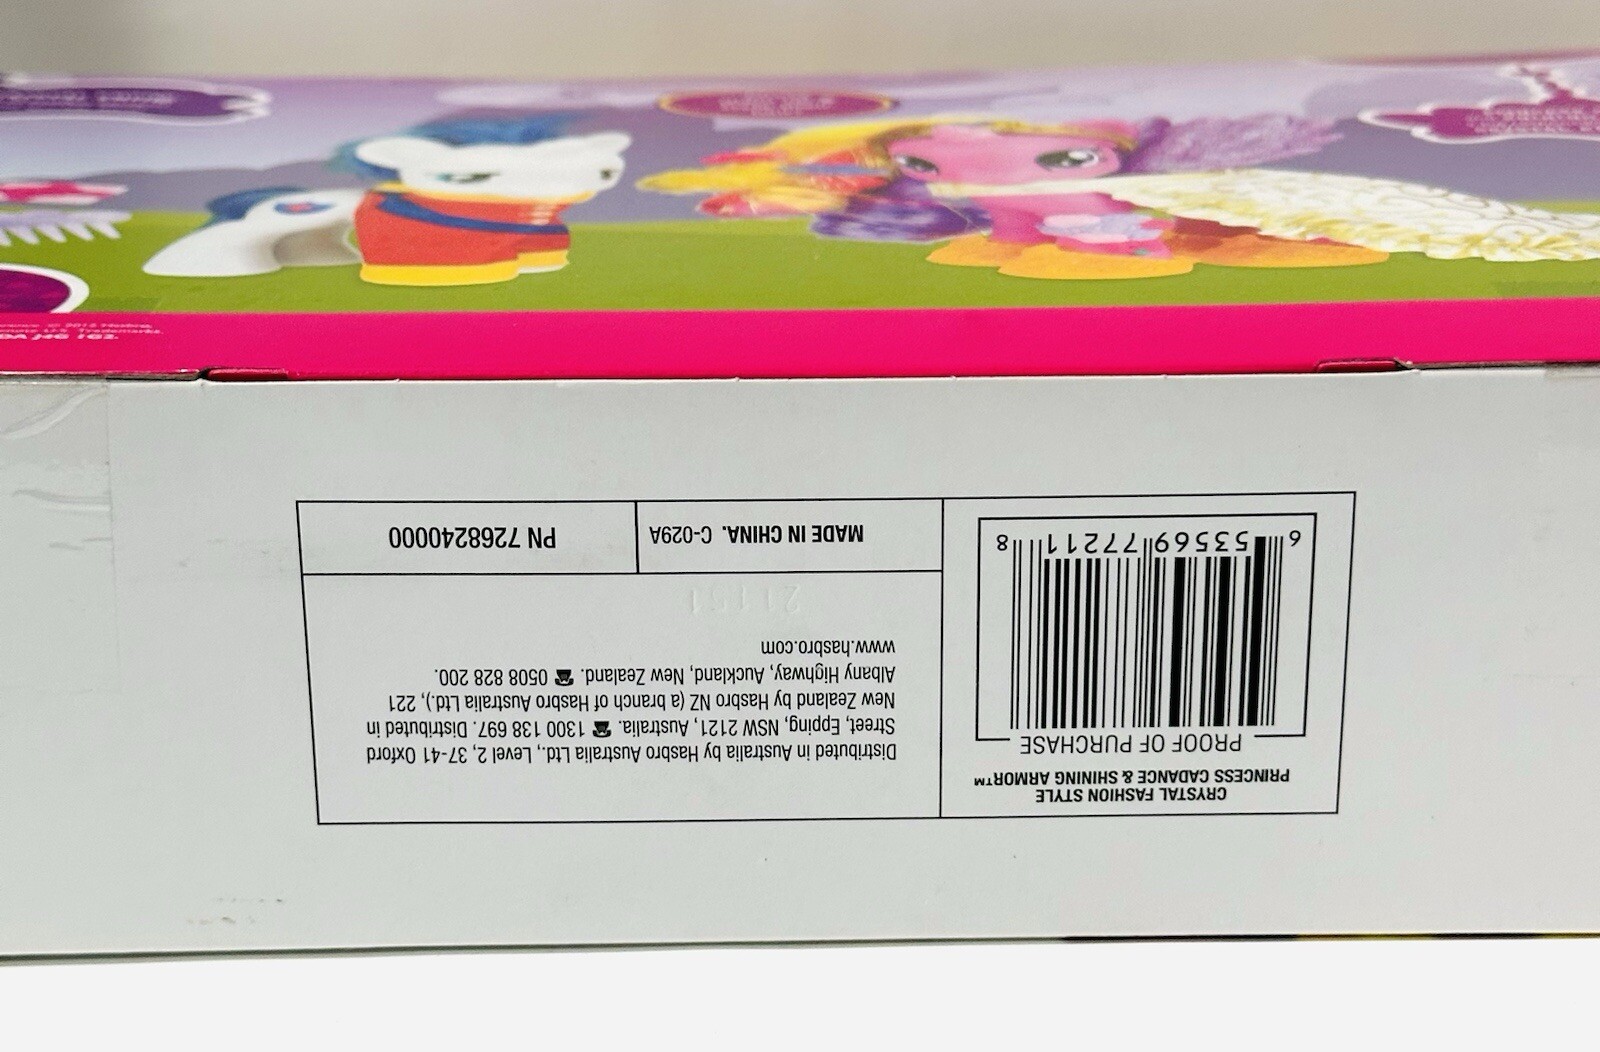 CRYSTAL FASHION STYLE
PRINCESS CADANCE & SHINING ARMOR™
PROOF OF PURCHASE
6 53569 77211 8
Distributed in Australia by Hasbro Australia Ltd., Level 2, 37-41 Oxford
Street, Epping, NSW 2121, Australia. ☎ 1300 138 697. Distributed in
New Zealand by Hasbro NZ (a branch of Hasbro Australia Ltd.), 221
Albany Highway, Auckland, New Zealand. ☎ 0508 828 200.
www.hasbro.com
21151
MADE IN CHINA. C-029A
PN 7268240000